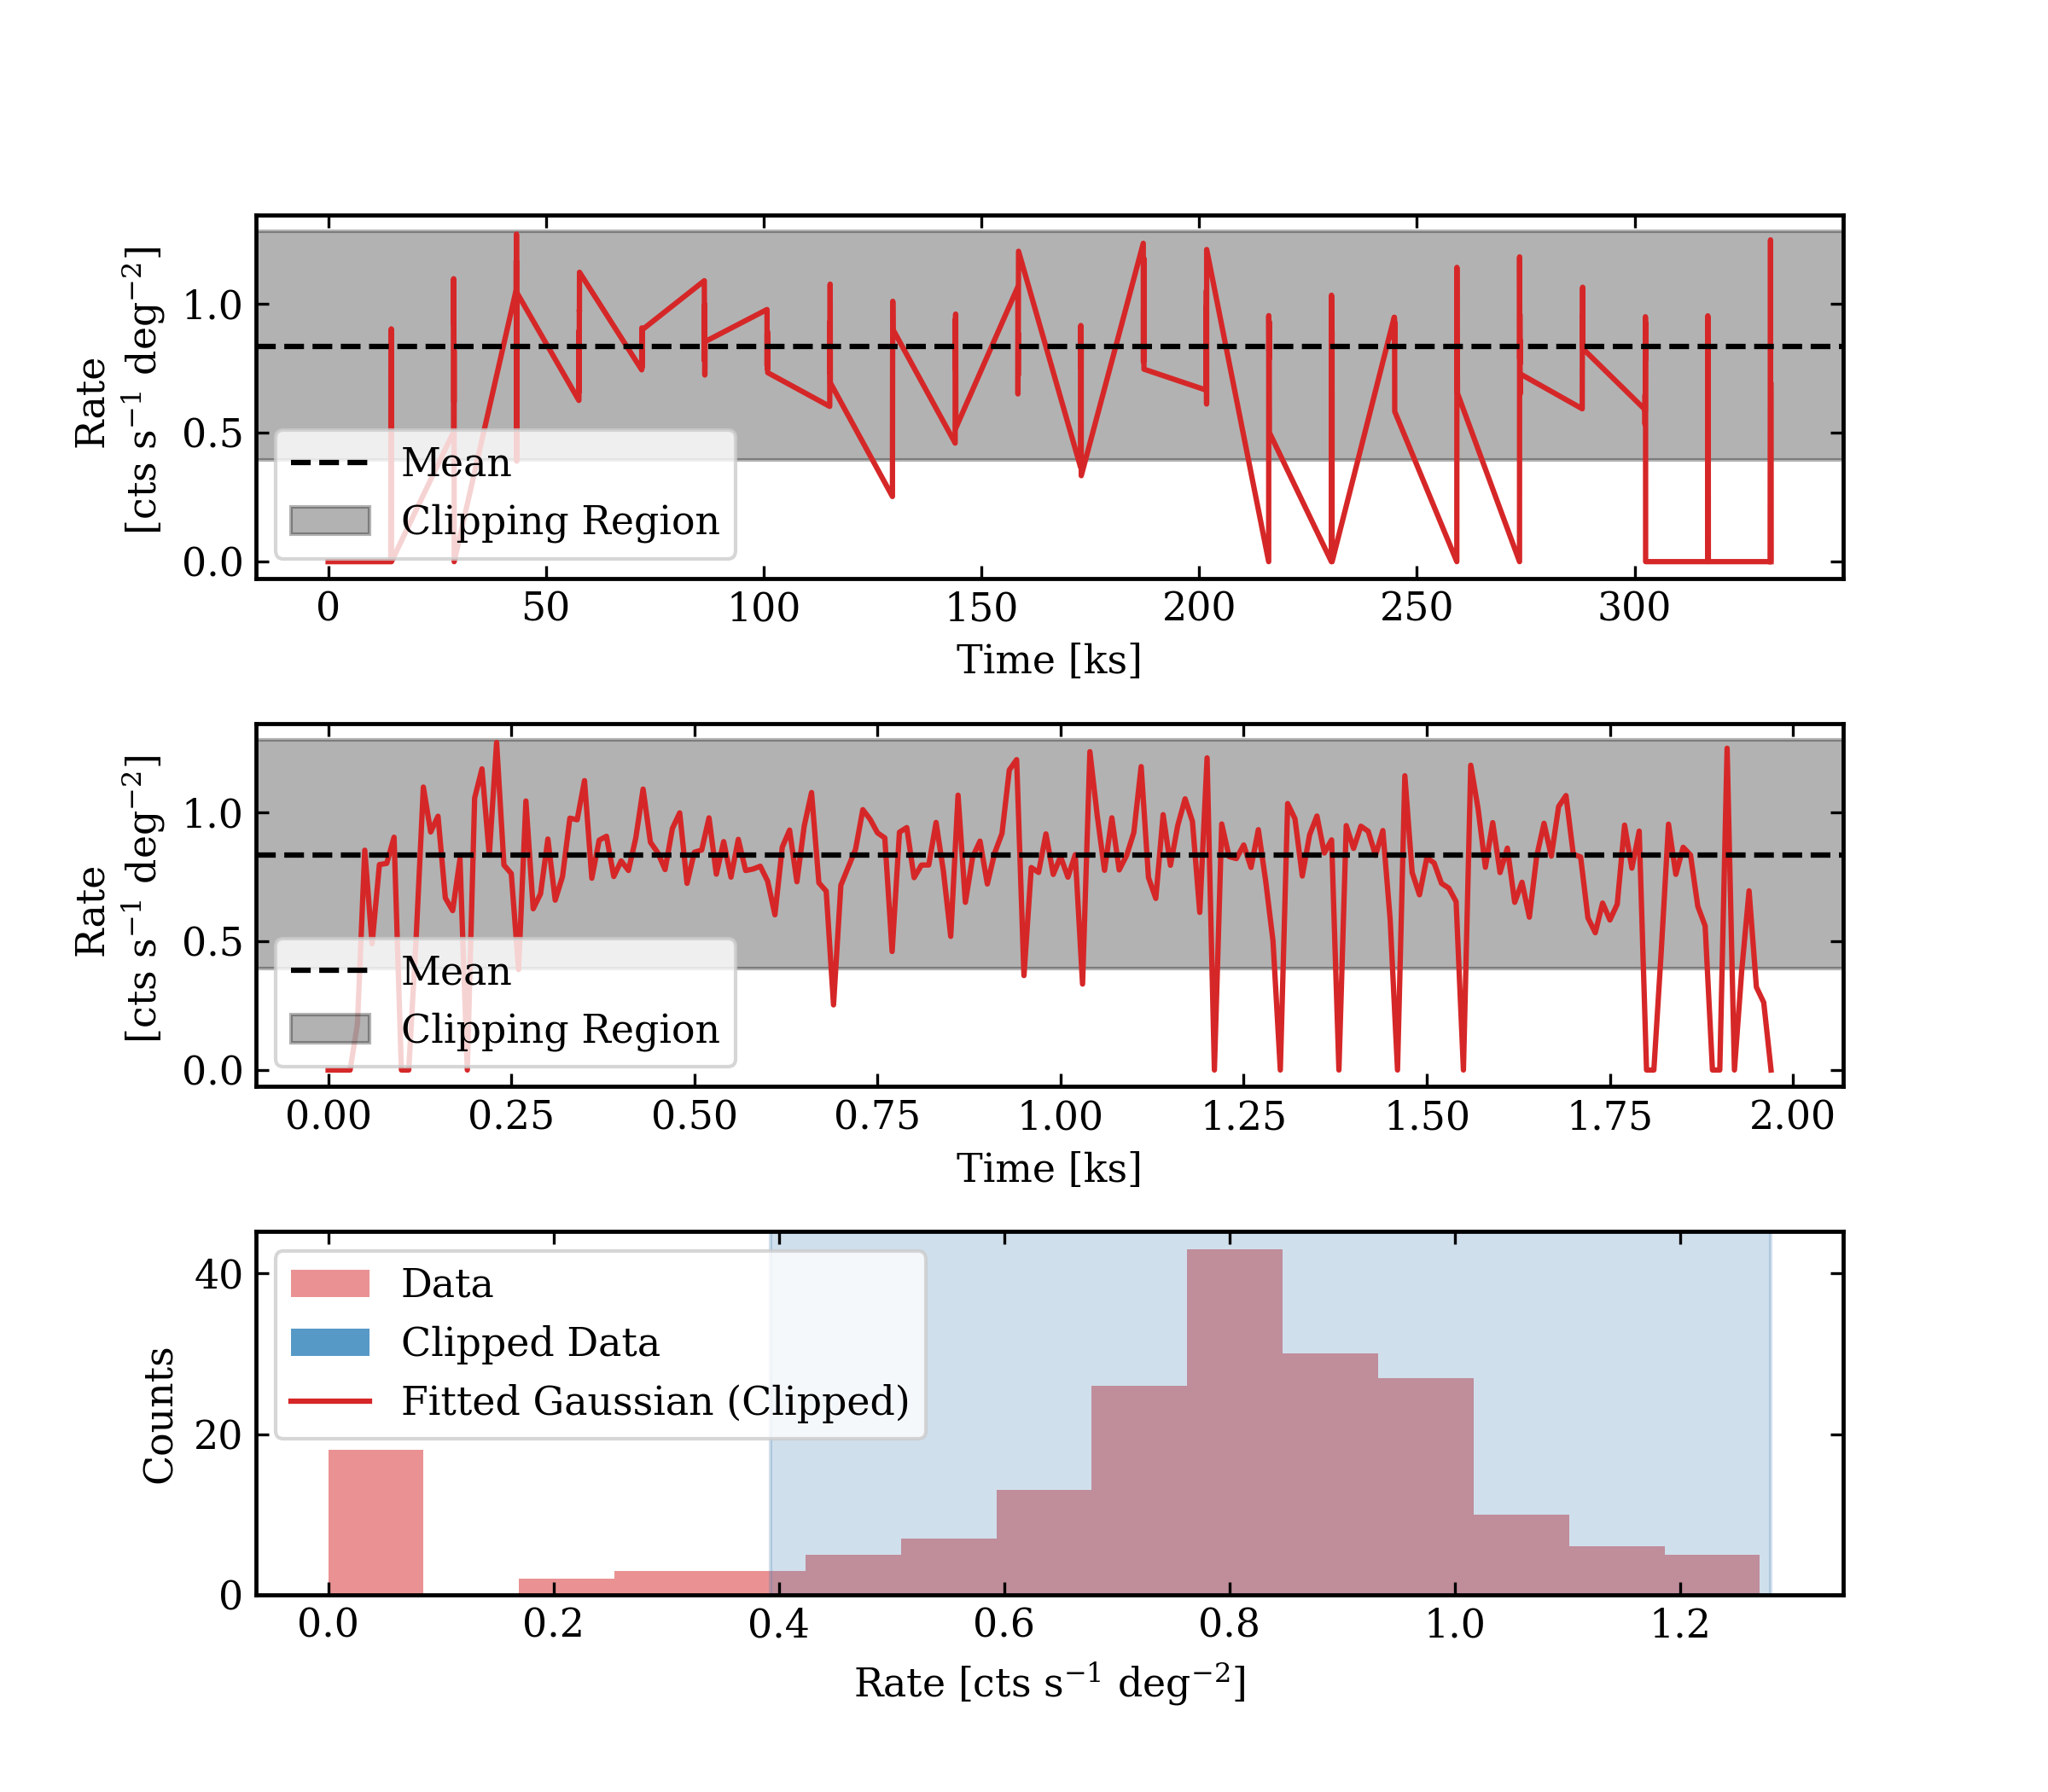 1.0
0.5
0.0
Rate
[cts s⁻¹ deg⁻²]
Mean
Clipping Region
0 50 100 150 200 250 300
Time [ks]
1.0
0.5
0.0
Rate
[cts s⁻¹ deg⁻²]
Mean
Clipping Region
0.00 0.25 0.50 0.75 1.00 1.25 1.50 1.75 2.00
Time [ks]
40
20
0
Counts
Data
Clipped Data
Fitted Gaussian (Clipped)
0.0 0.2 0.4 0.6 0.8 1.0 1.2
Rate [cts s⁻¹ deg⁻²]